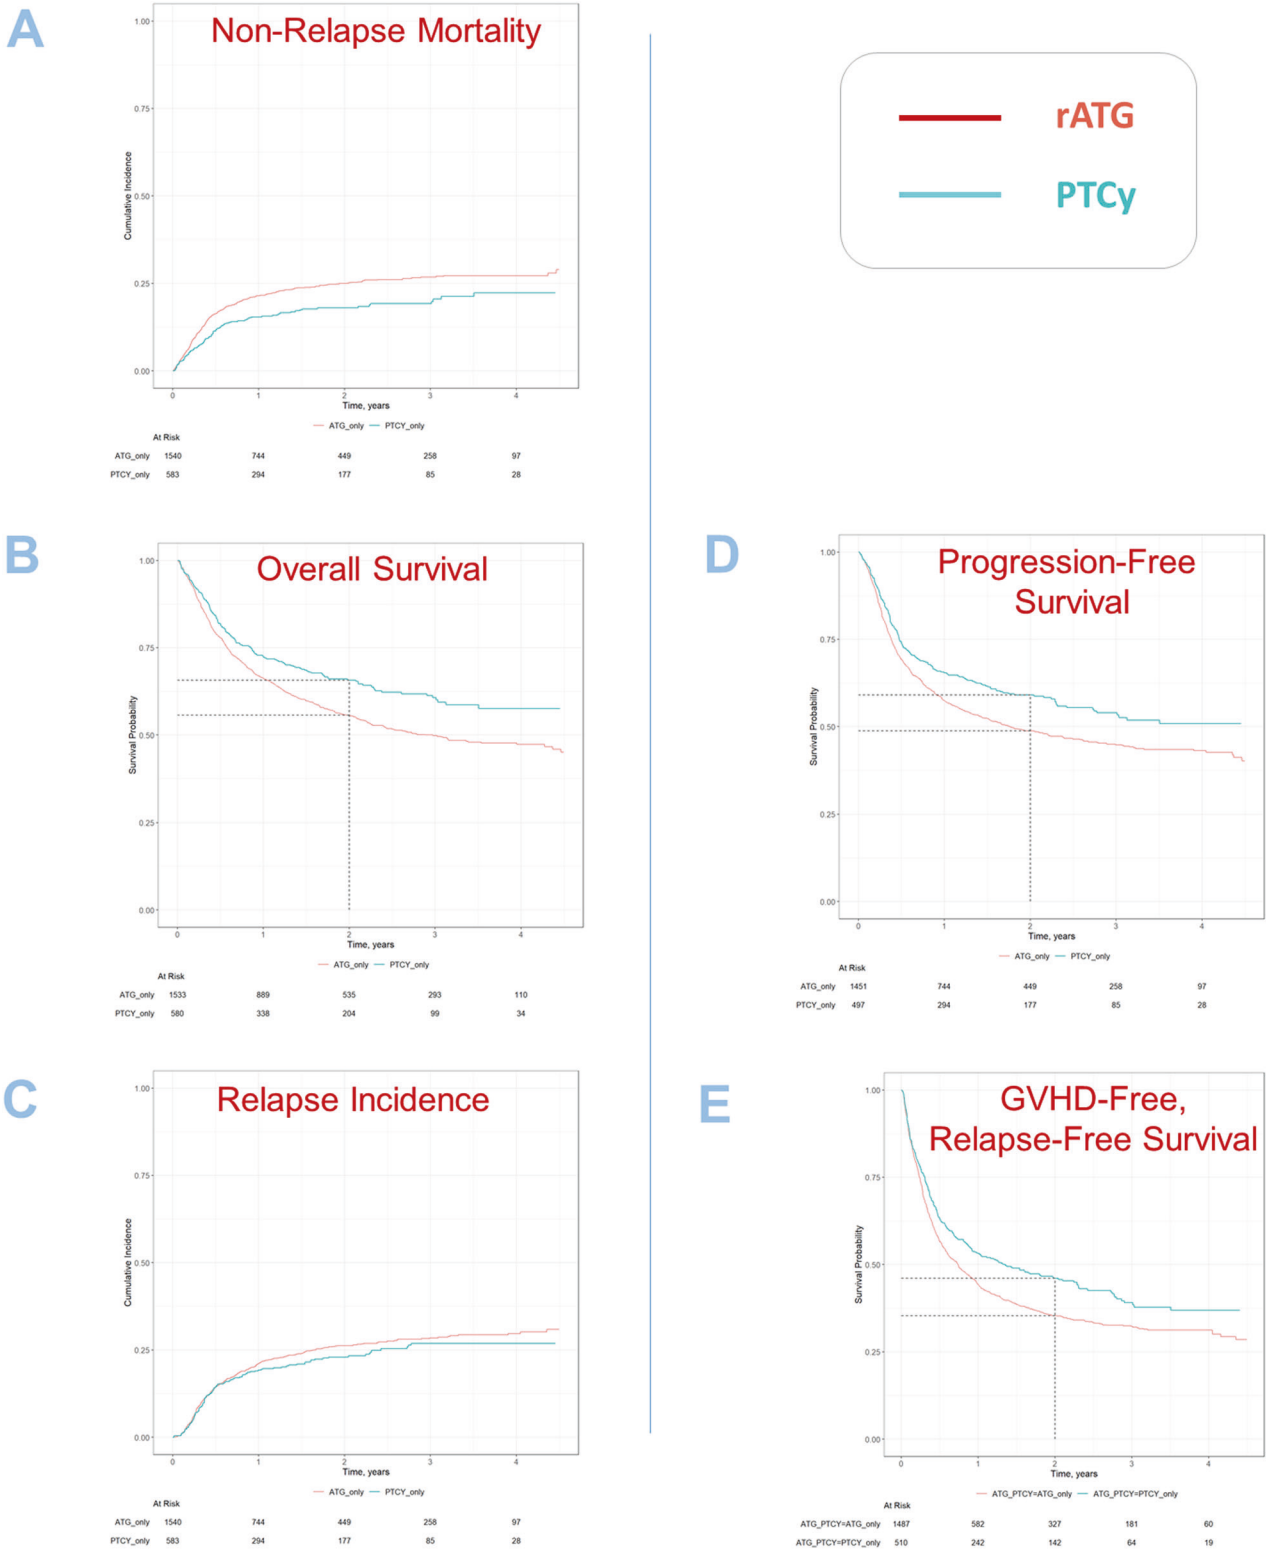 A
Non-Relapse Mortality
1.00
0.75
0.50
0.25
0.00
Cumulative Incidence
0 1 2 3 4
Time, years
ATG_only PTCY_only
At Risk
ATG_only 1540 744 449 258 97
PTCY_only 583 294 177 85 28
rATG
PTCy
B
Overall Survival
1.00
0.75
0.50
0.25
0.00
Survival Probability
0 1 2 3 4
Time, years
ATG_only PTCY_only
At Risk
ATG_only 1533 889 535 293 110
PTCY_only 580 338 204 99 34
C
Relapse Incidence
1.00
0.75
0.50
0.25
0.00
Cumulative Incidence
0 1 2 3 4
Time, years
ATG_only PTCY_only
At Risk
ATG_only 1540 744 449 258 97
PTCY_only 583 294 177 85 28
D
Progression-Free
Survival
1.00
0.75
0.50
0.25
0.00
Survival Probability
0 1 2 3 4
Time, years
ATG_only PTCY_only
At Risk
ATG_only 1451 744 449 258 97
PTCY_only 497 294 177 85 28
E
GVHD-Free,
Relapse-Free Survival
1.00
0.75
0.50
0.25
0.00
Survival Probability
0 1 2 3 4
Time, years
ATG_PTCY=ATG_only ATG_PTCY=PTCY_only
At Risk
ATG_PTCY=ATG_only 1487 582 327 181 60
ATG_PTCY=PTCY_only 510 242 142 64 19